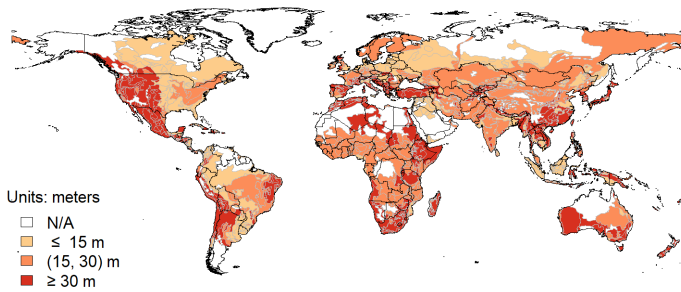 Units: meters
N/A
≤ 15 m
(15, 30) m
≥ 30 m